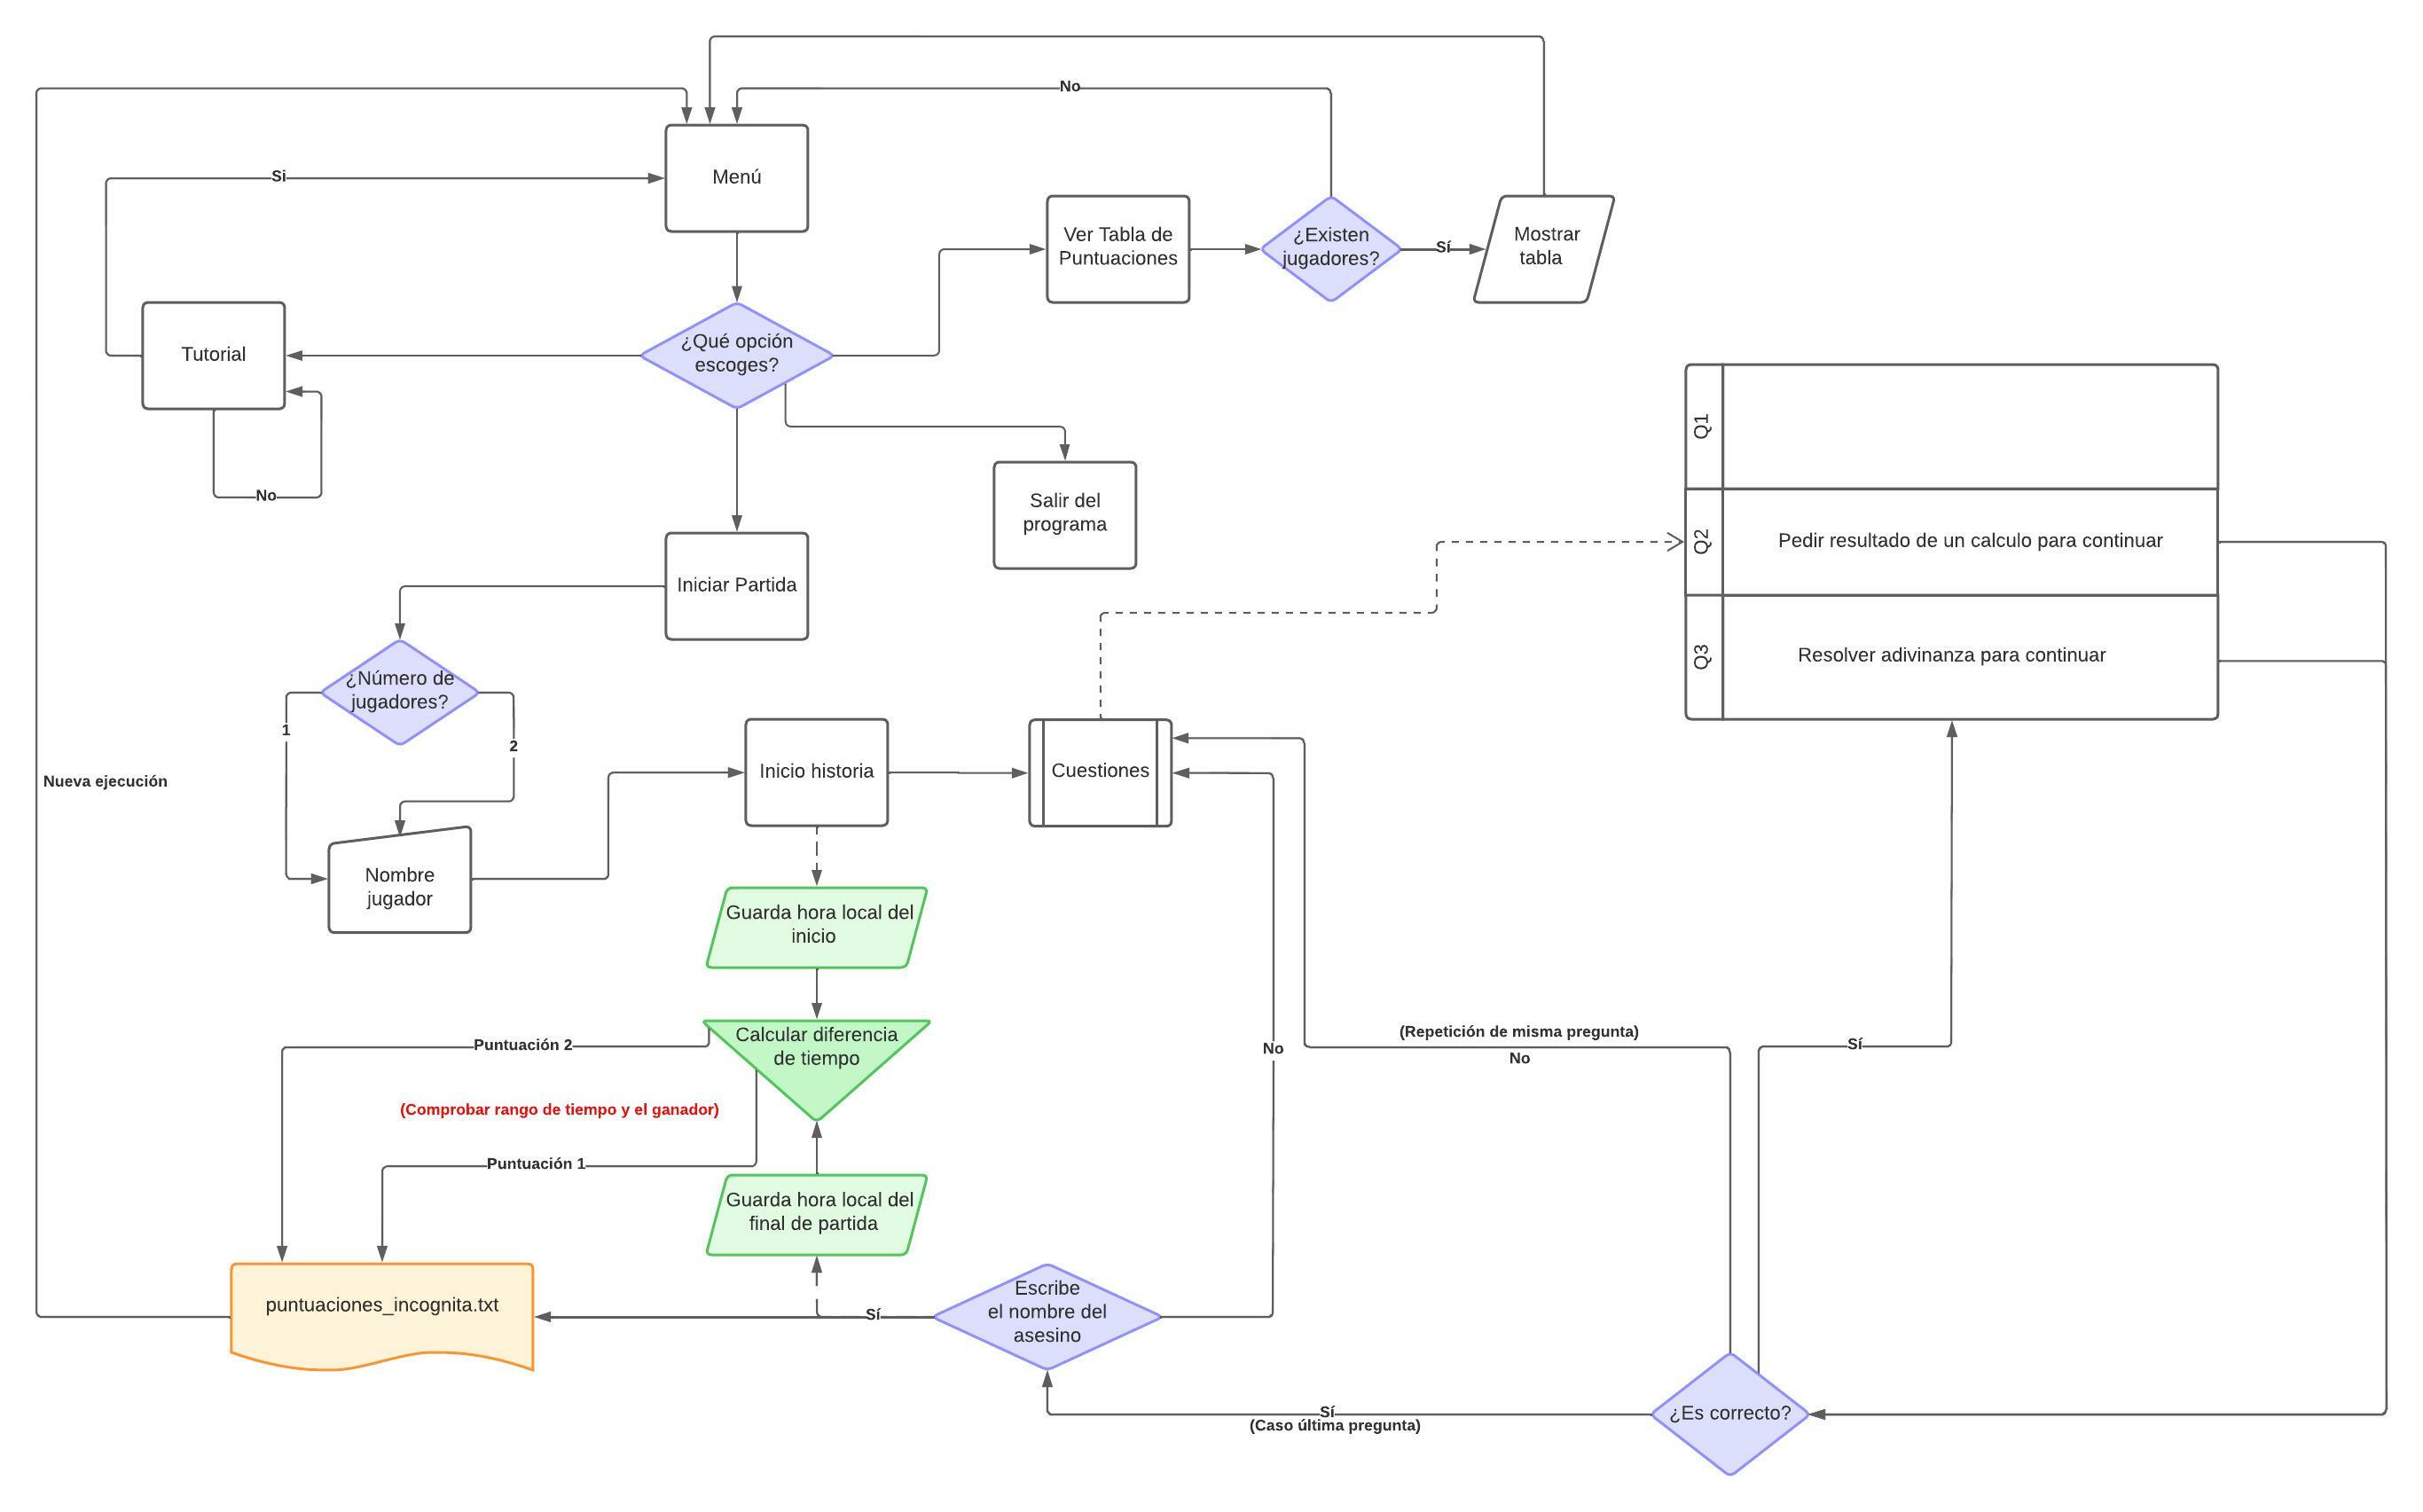 No
Si
Menú
Ver Tabla de
Puntuaciones
¿Existen
jugadores?
Sí
Mostrar
tabla
Tutorial
¿Qué opción
escoges?
No
Salir del
programa
Q1
Q2
Pedir resultado de un calculo para continuar
Q3
Resolver adivinanza para continuar
Iniciar Partida
¿Número de
jugadores?
1
2
Nueva ejecución
Inicio historia
Cuestiones
Nombre
jugador
Guarda hora local del
inicio
Calcular diferencia
de tiempo
Puntuación 2
(Comprobar rango de tiempo y el ganador)
Puntuación 1
No
(Repetición de misma pregunta)
No
Sí
Guarda hora local del
final de partida
puntuaciones_incognita.txt
Sí
Escribe
el nombre del
asesino
Sí
(Caso última pregunta)
¿Es correcto?